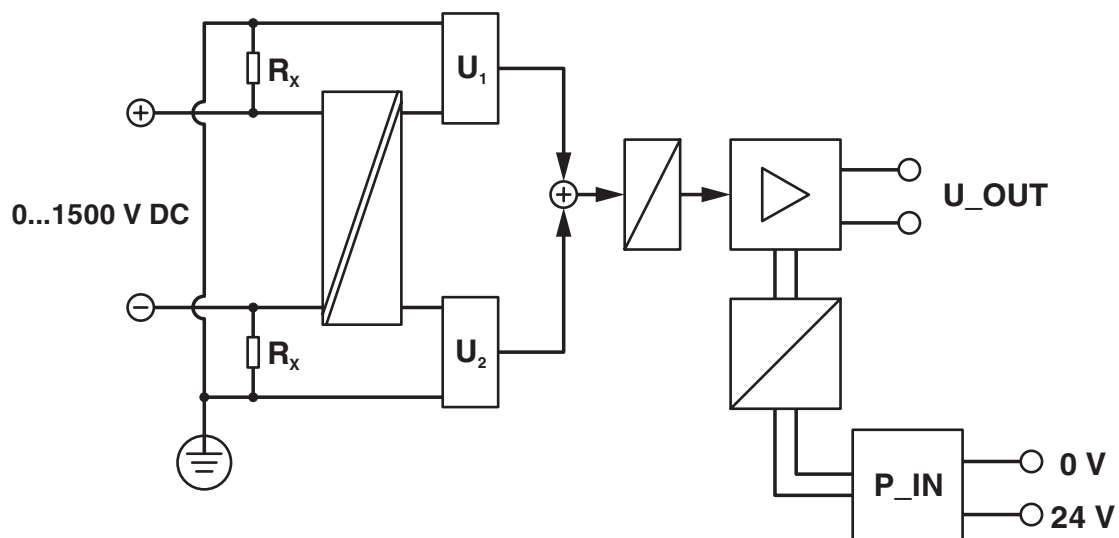 Rₓ
U₁
0...1500 V DC
U_OUT
Rₓ
U₂
P_IN
0 V
24 V